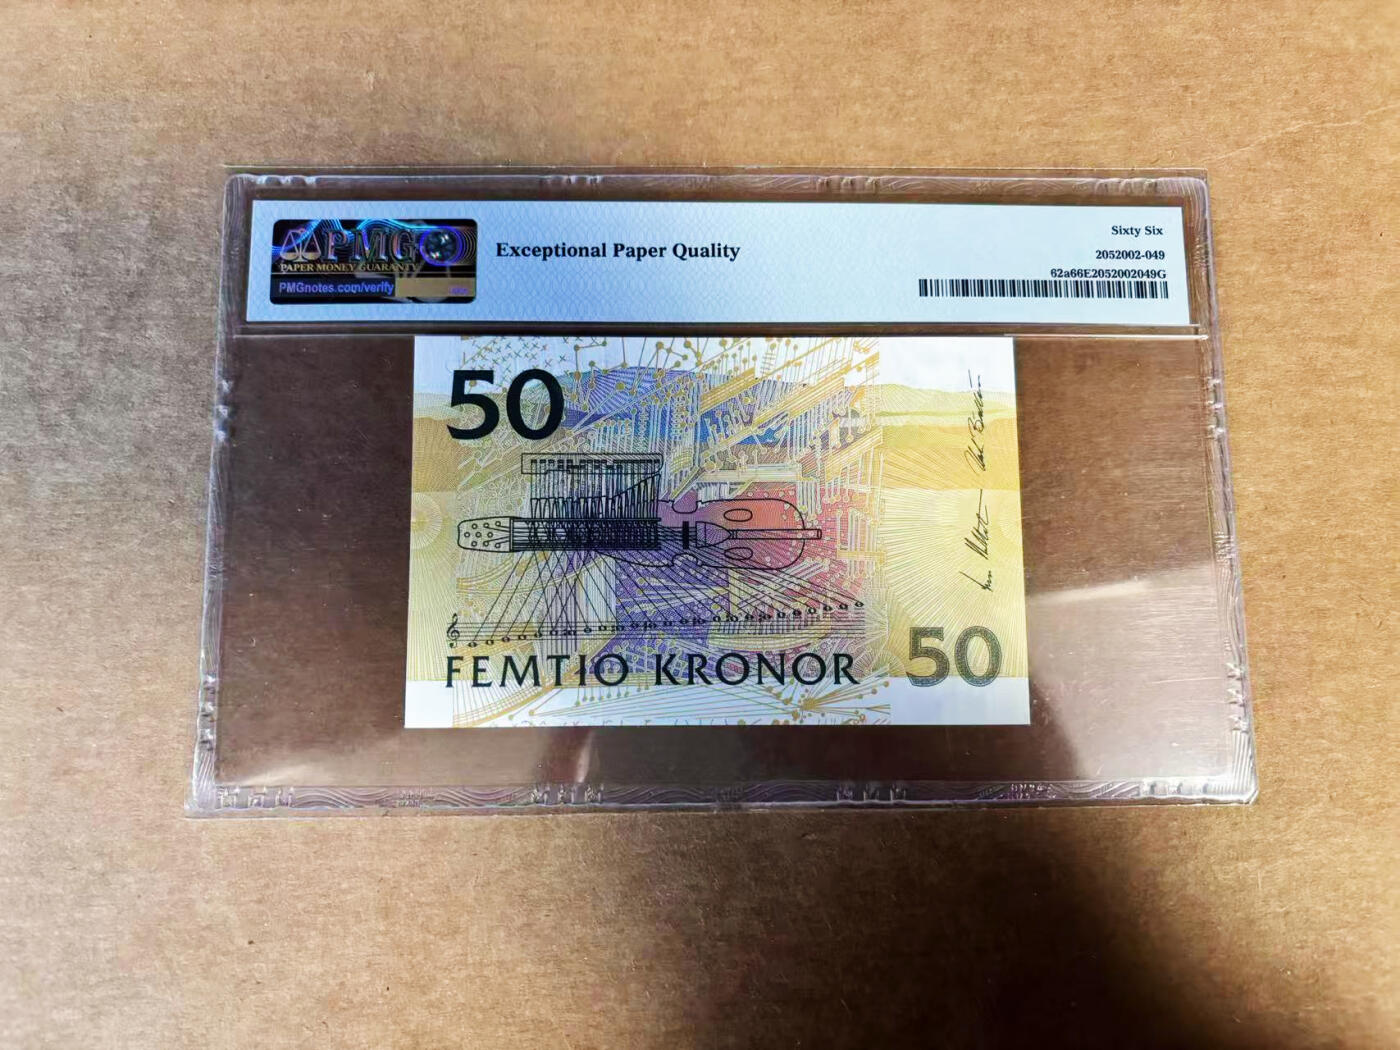 PMG
PAPER MONEY GUARANTY
PMGnotes.com/verify
Exceptional Paper Quality
Sixty Six
2052002-049
62a66E2052002049G
50
FEMTIO KRONOR
50